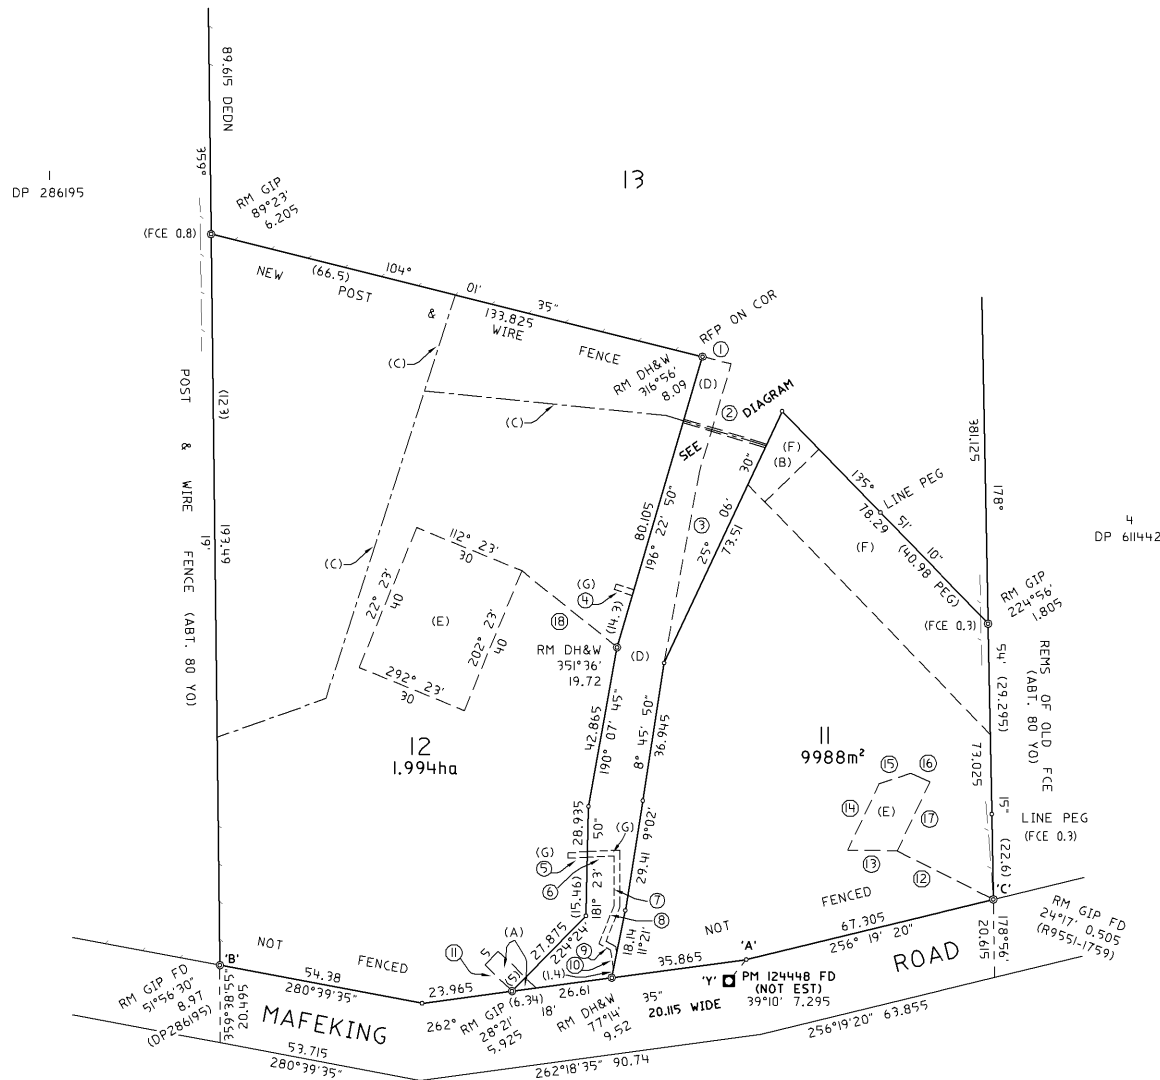 89.615 DEDN
359°
1
DP 286195
13
RM GIP
89°23'
6.205
(FCE 0.8)
NEW
POST
&
WIRE
FENCE
(66.5)
104°
01'
35"
133.825
RFP ON COR
①
RM DH&W
316°56'
8.09
(D)
②
SEE
DIAGRAM
(C)
(C)
(C)
(F)
(B)
30"
135°
LINE PEG
78.29
51'
(40.98 PEG)
10"
(F)
381.125
178°
4
DP 611442
POST & WIRE FENCE (ABT. 80 YO)
(123)
193.49
19'
80.105
196° 22' 50"
③
25°
06'
73.51
112° 23'
30
22° 23'
40
(E)
202° 23'
40
292° 23'
30
⑱
(G)
④
(14.3)
RM DH&W
351°36'
19.72
(D)
RM GIP
224°56'
1.805
(FCE 0.3)
54'
(29.295)
REMS OF OLD FCE
(ABT. 80 YO)
73.025
15"
LINE PEG
(FCE 0.3)
(22.6)
42.865
190° 07' 45"
8° 45' 50"
36.945
12
1.994ha
11
9988m²
⑮
⑯
⑭
(E)
⑰
⑬
⑫
28.935
50"
(G)
(G)
⑤
⑥
181° 23'
(15.46)
29.41
9°02'
⑦
⑧
⑨
⑩
(1.4)
18.14
11°21'
27.875
224°24'
(A)
5
(5)
⑪
'C'
FENCED
67.305
256° 19' 20"
NOT
'A'
35.865
RM GIP FD
24°17' 0.505
(R9551-1759)
178°56'
20.615
ROAD
'Y'
PM 124448 FD
(NOT EST)
39°10' 7.295
'B'
NOT
FENCED
54.38
280°39'35"
23.965
262°
(6.34)
18'
26.61
35"
20.115 WIDE
RM GIP FD
51°56'30"
8.97
(DP286195)
359°38'55"
20.495
MAFEKING
RM GIP
28°21'
5.925
RM DH&W
77°14'
9.52
53.715
280°39'35"
262°18'35" 90.74
256°19'20" 63.855